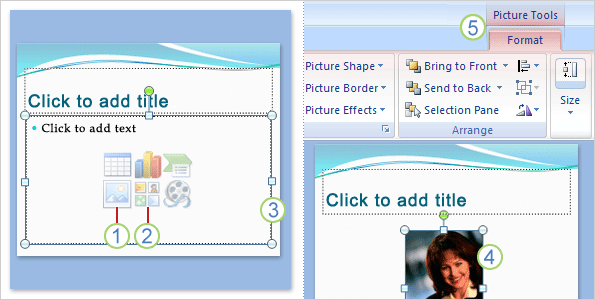 Click to add title
Click to add text
1
2
3
Picture Tools
5
Format
Picture Shape
Picture Border
Picture Effects
Bring to Front
Send to Back
Selection Pane
Arrange
Size
Click to add title
4